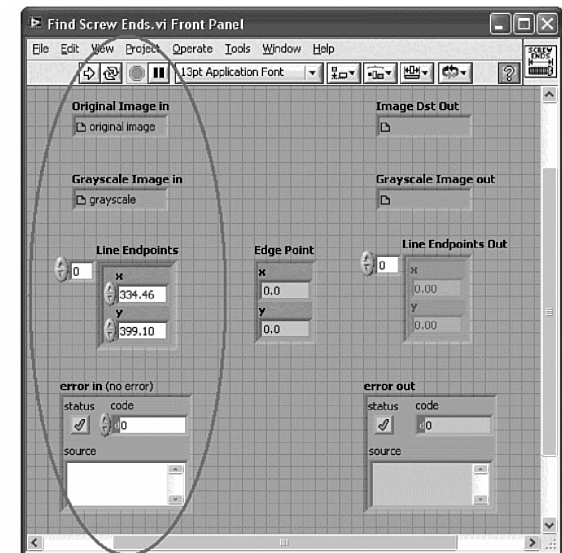 Find Screw Ends.vi Front Panel
File Edit View Project Operate Tools Window Help
13pt Application Font
SCREW
ENDS
Original Image in
original image
Image Dst Out
Grayscale Image in
grayscale
Grayscale Image out
Line Endpoints
0
x
334.46
y
399.10
Edge Point
x
0.0
y
0.0
Line Endpoints Out
0
x
0.00
y
0.00
error in (no error)
status code
d0
source
error out
status code
d0
source